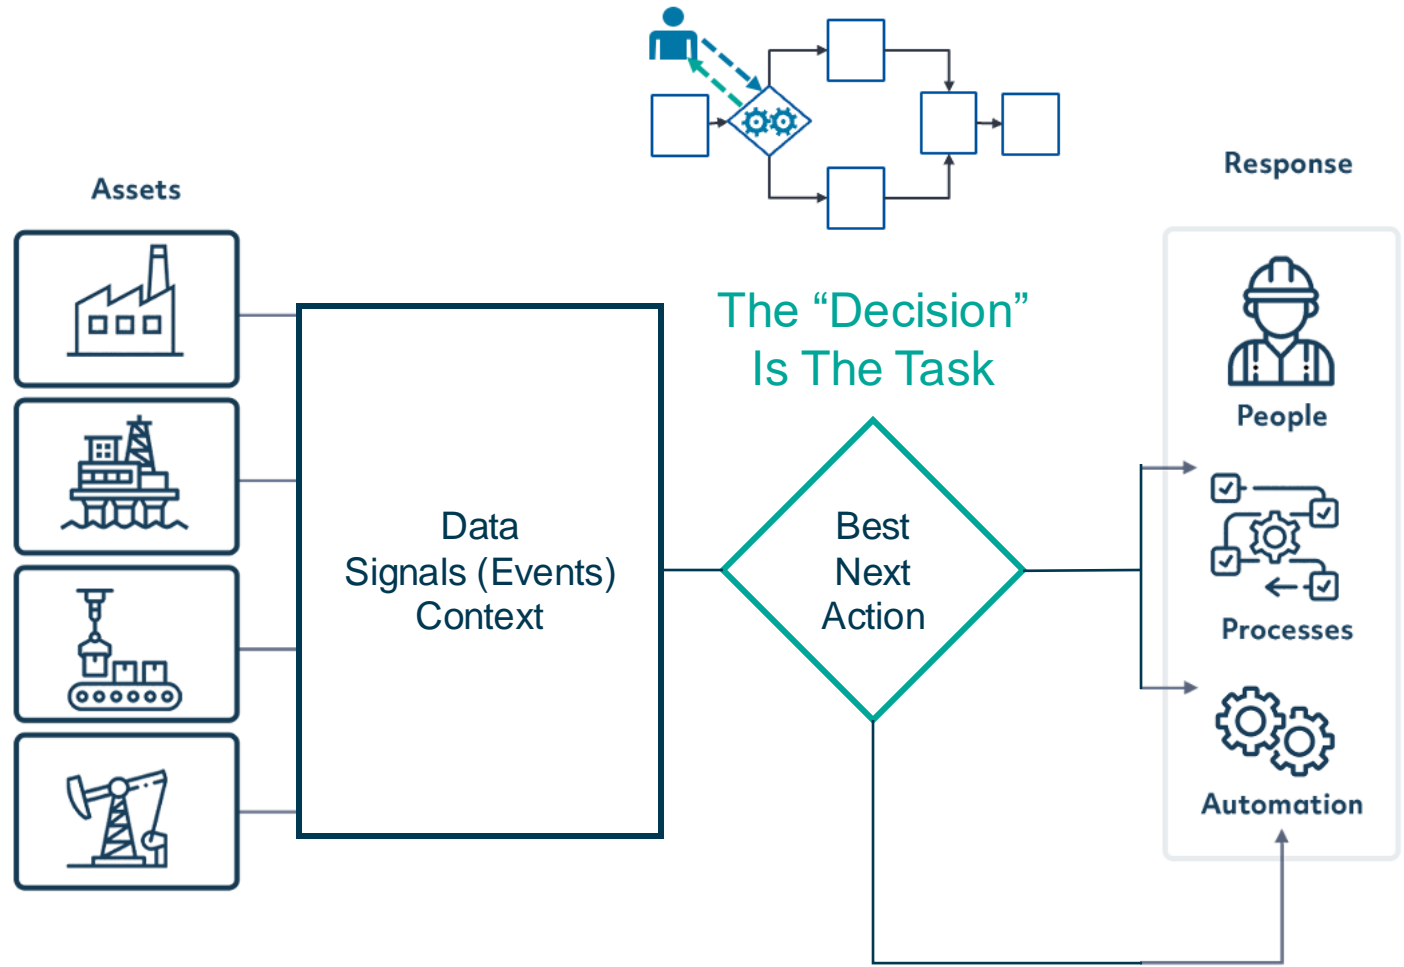 Assets
Response
The “Decision”
Is The Task
Data
Signals (Events)
Context
Best
Next
Action
People
Processes
Automation